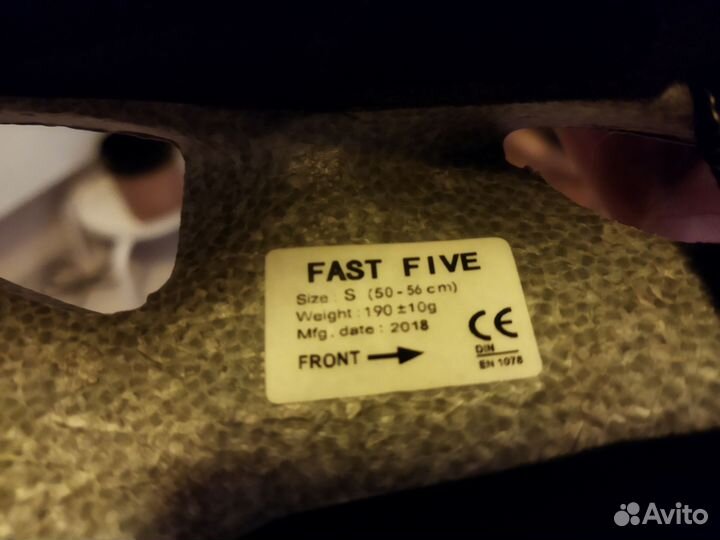 FAST FIVE
Size : S (50-56 cm)
Weight : 190 ±10g
Mfg. date : 2018
FRONT
CE
DIN
EN 1078
Avito